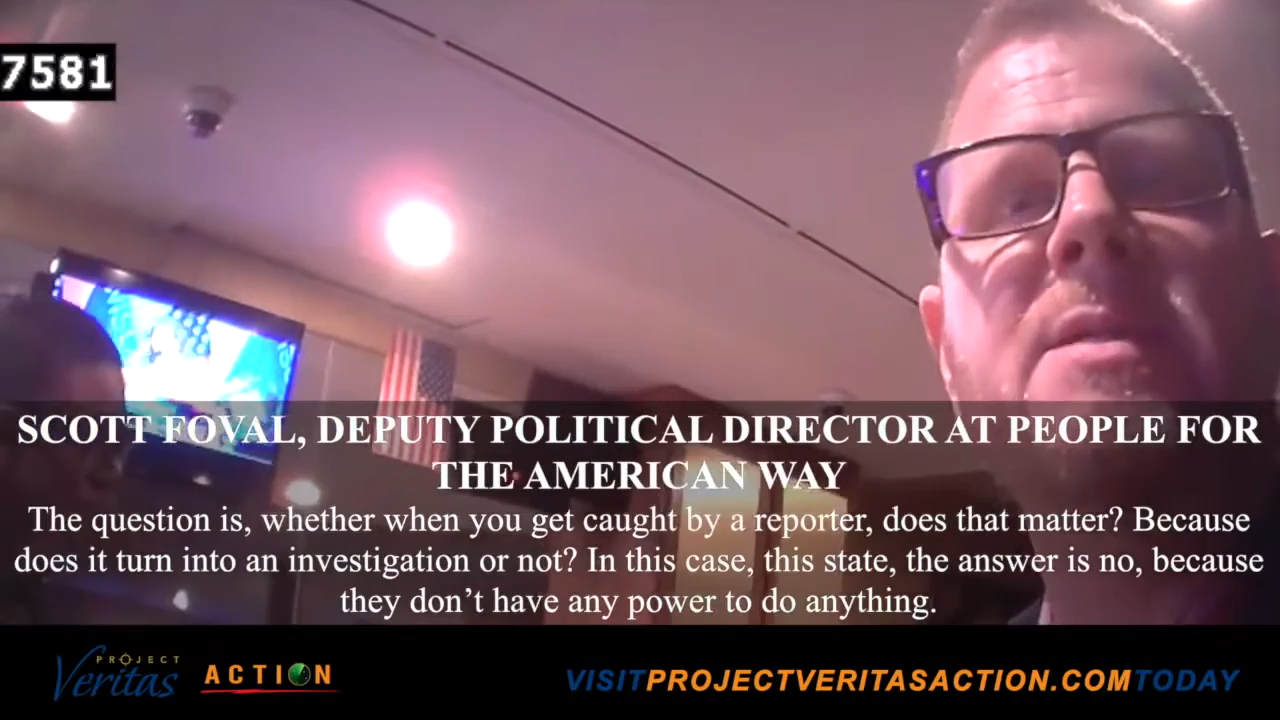 7581
SCOTT FOVAL, DEPUTY POLITICAL DIRECTOR AT PEOPLE FOR
THE AMERICAN WAY
The question is, whether when you get caught by a reporter, does that matter? Because
does it turn into an investigation or not? In this case, this state, the answer is no, because
they don’t have any power to do anything.
PROJECT
Veritas ACTION
VISITPROJECTVERITASACTION.COMTODAY